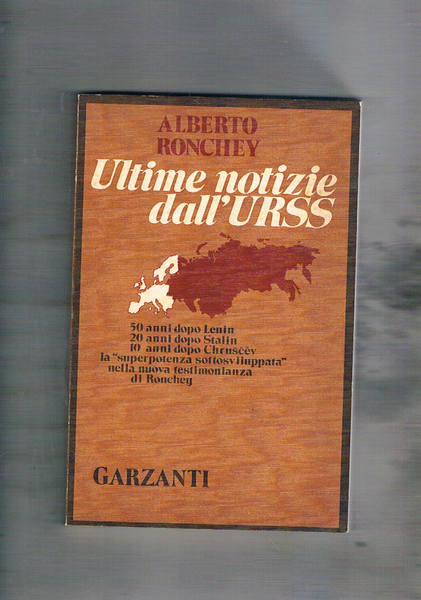 ALBERTO
RONCHEY
Ultime notizie
dall'URSS
50 anni dopo Lenin
20 anni dopo Stalin
10 anni dopo Chruščëv
la "superpotenza sottosviluppata"
nella nuova testimonianza
di Ronchey
GARZANTI